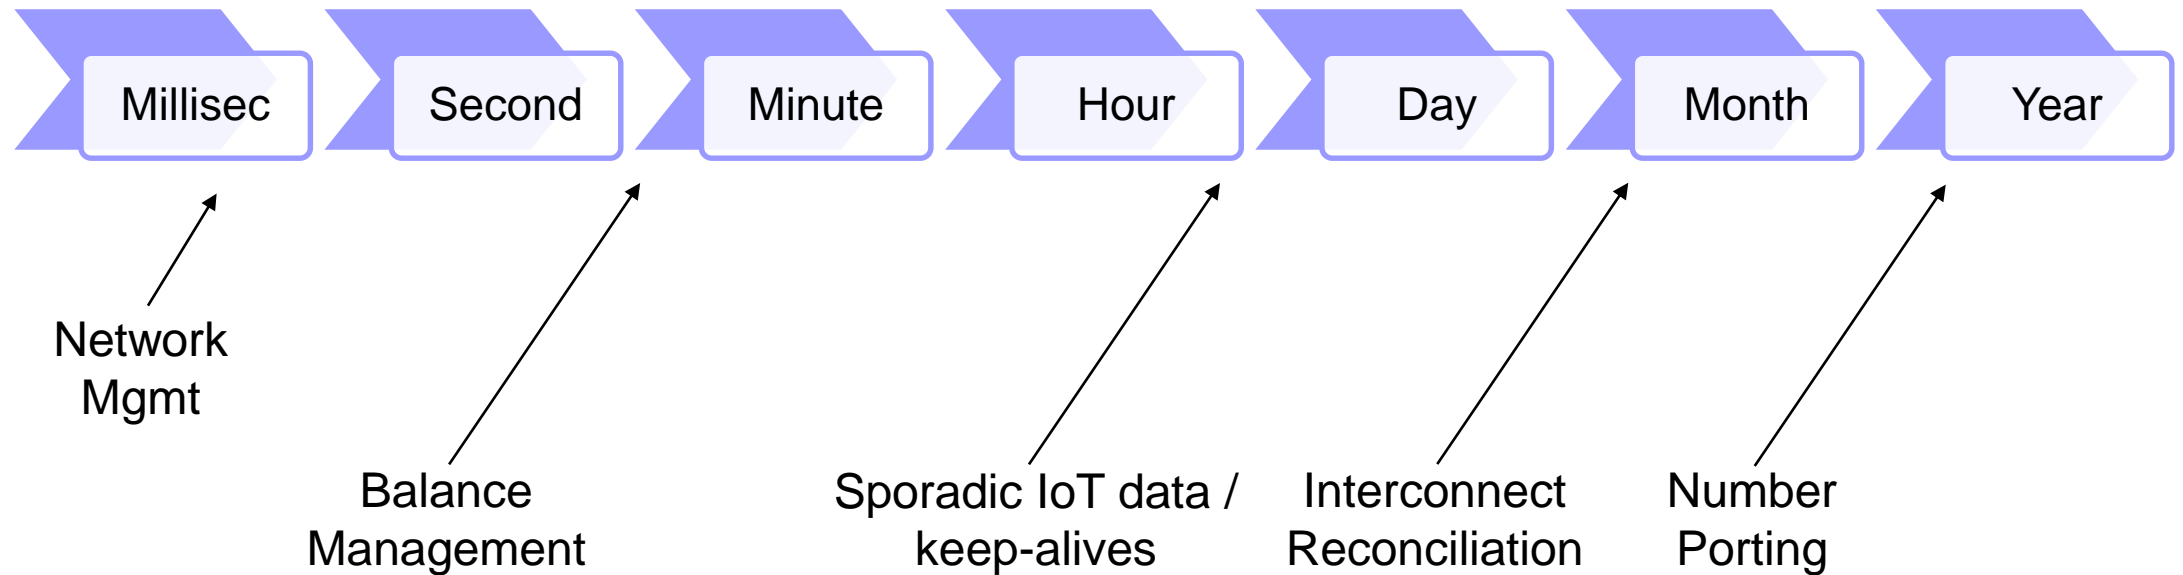 Millisec
Second
Minute
Hour
Day
Month
Year
Network
Mgmt
Balance
Management
Sporadic IoT data /
keep-alives
Interconnect
Reconciliation
Number
Porting